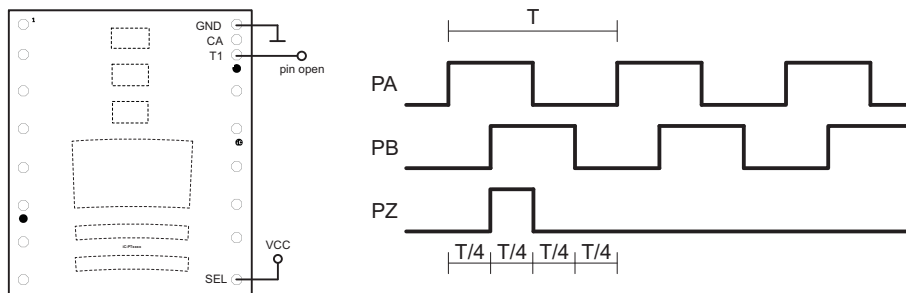 1
GND
CA
T1
pin open
VCC
SEL
T
PA
PB
PZ
T/4 T/4 T/4 T/4